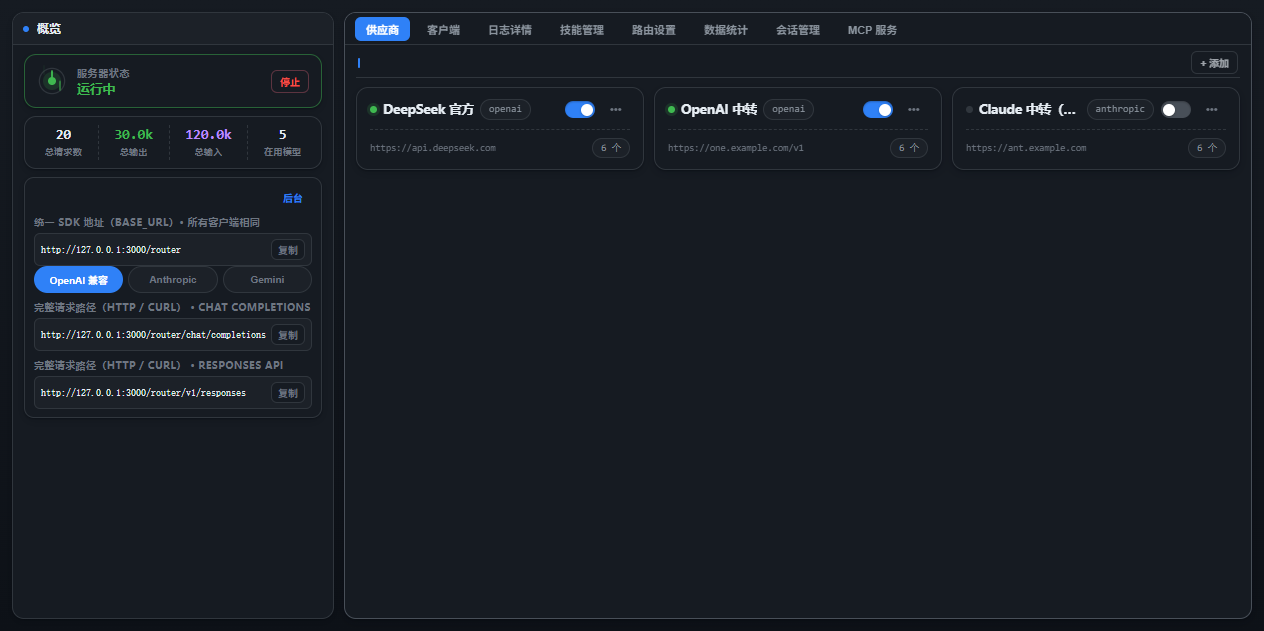 概览
服务器状态
运行中
停止
20
总请求数
30.0k
总输出
120.0k
总输入
5
在用模型
后台
统一 SDK 地址（BASE_URL）• 所有客户端相同
http://127.0.0.1:3000/router
复制
OpenAI 兼容 Anthropic Gemini
完整请求路径（HTTP / CURL） • CHAT COMPLETIONS
http://127.0.0.1:3000/router/chat/completions
复制
完整请求路径（HTTP / CURL） • RESPONSES API
http://127.0.0.1:3000/router/v1/responses
复制
供应商 客户端 日志详情 技能管理 路由设置 数据统计 会话管理 MCP 服务
+ 添加
DeepSeek 官方 openai •••
https://api.deepseek.com 6 个
OpenAI 中转 openai •••
https://one.example.com/v1 6 个
Claude 中转（... anthropic •••
https://ant.example.com 6 个